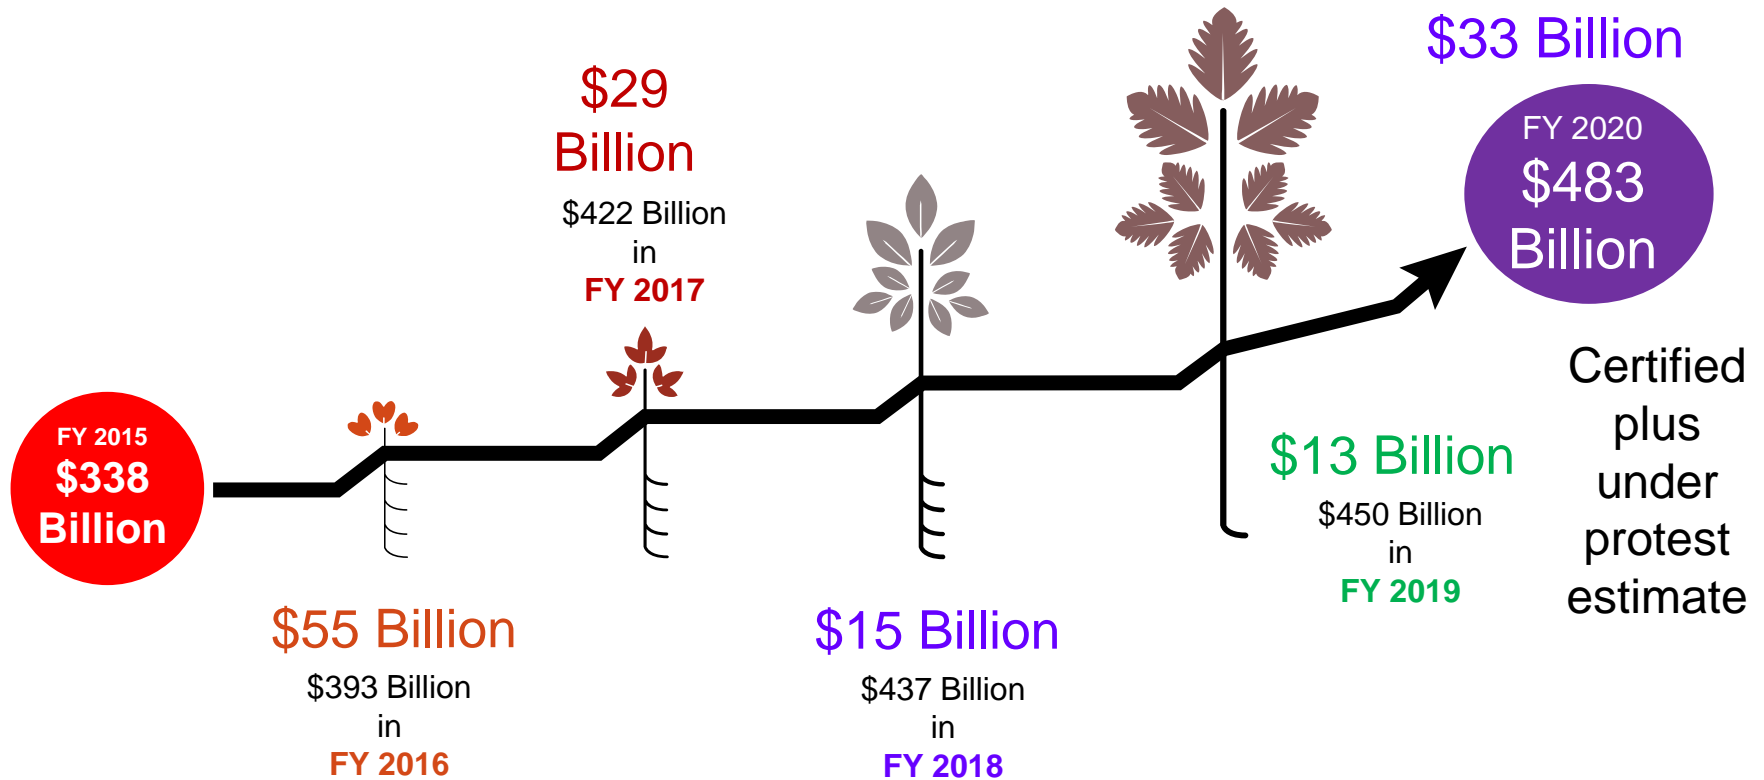 FY 2015
$338
Billion
$55 Billion
$393 Billion
in
FY 2016
$29
Billion
$422 Billion
in
FY 2017
$15 Billion
$437 Billion
in
FY 2018
$13 Billion
$450 Billion
in
FY 2019
$33 Billion
FY 2020
$483
Billion
Certified
plus
under
protest
estimate